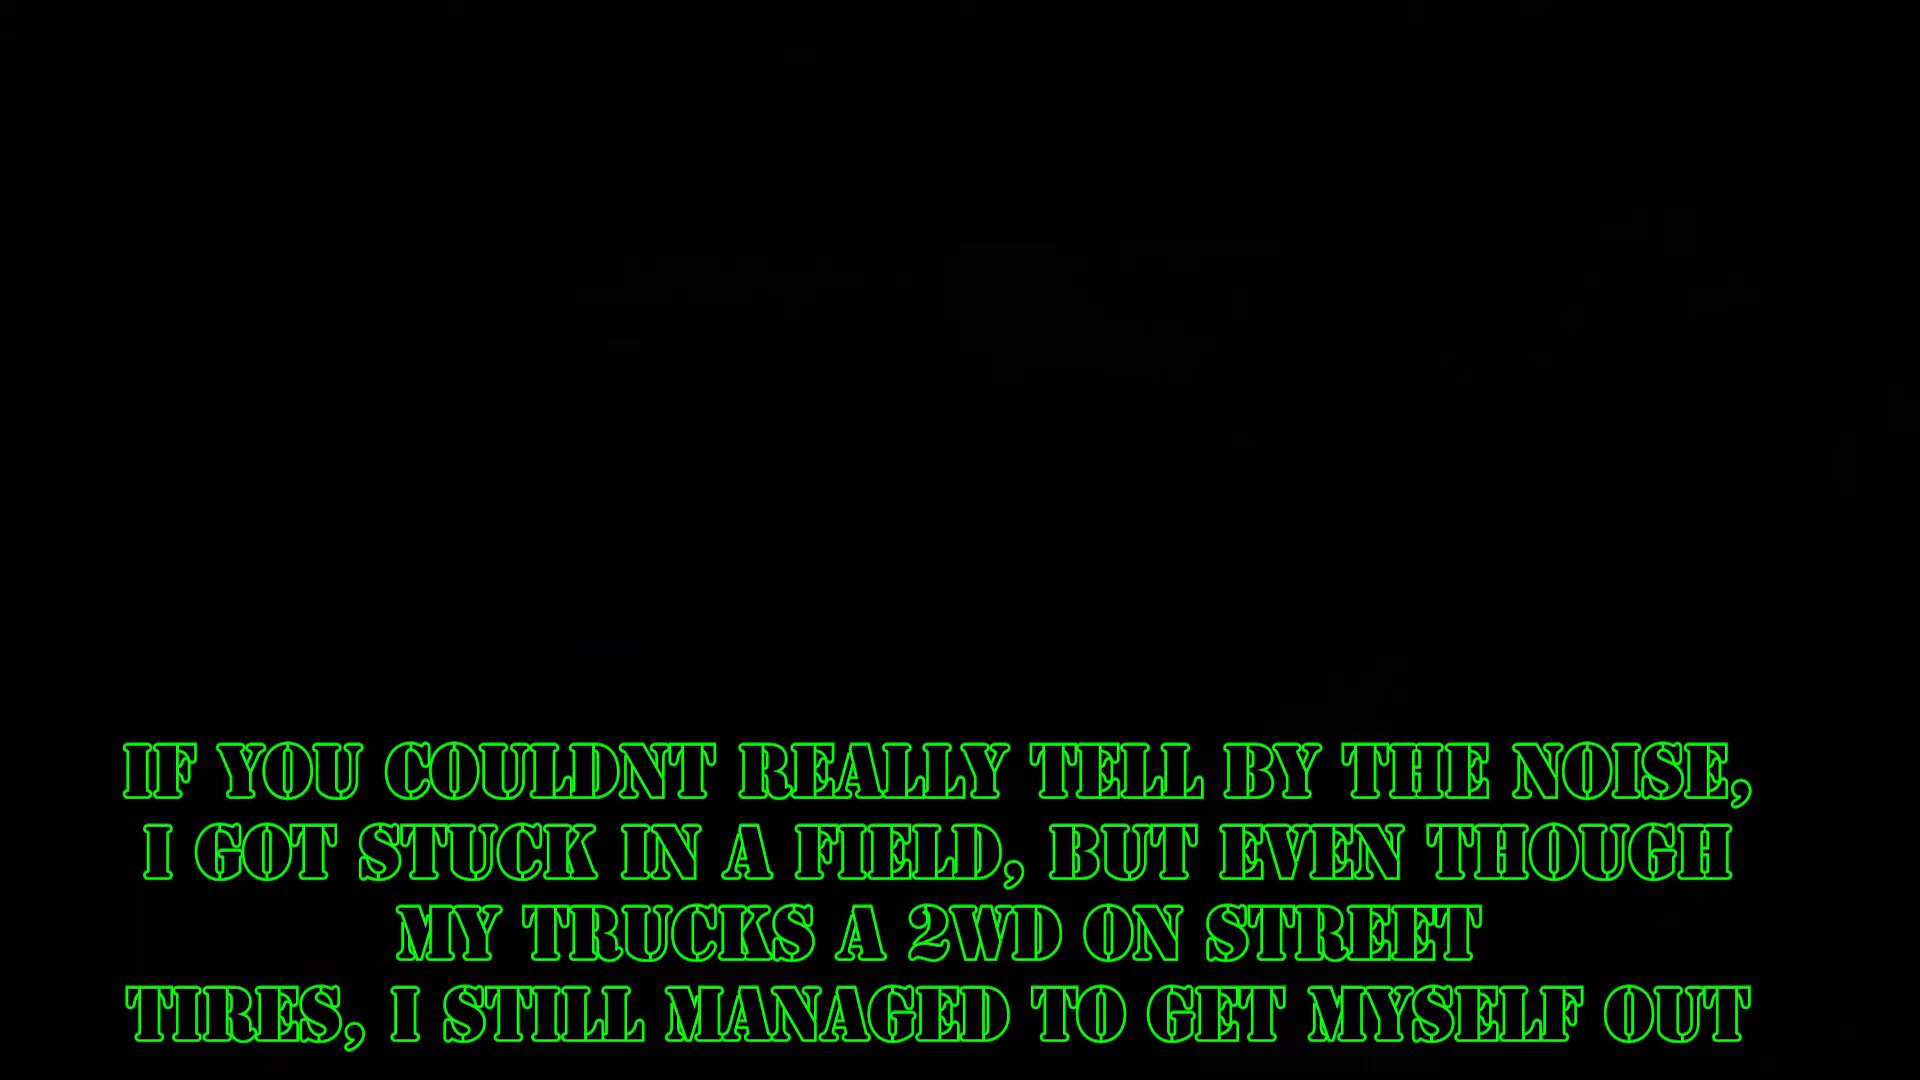 IF YOU COULDNT REALLY TELL BY THE NOISE,
I GOT STUCK IN A FIELD, BUT EVEN THOUGH
MY TRUCKS A 2WD ON STREET
TIRES, I STILL MANAGED TO GET MYSELF OUT